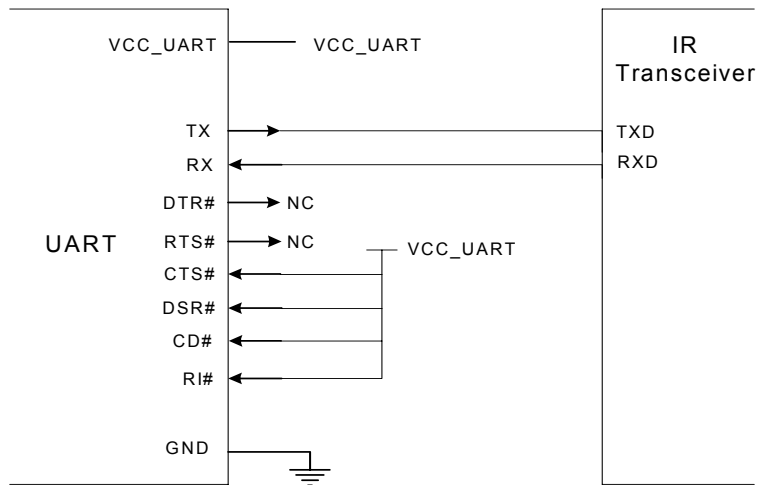 VCC_UART VCC_UART
IR
Transceiver
TX TXD
RX RXD
DTR# NC
UART
RTS# NC
VCC_UART
CTS#
DSR#
CD#
RI#
GND